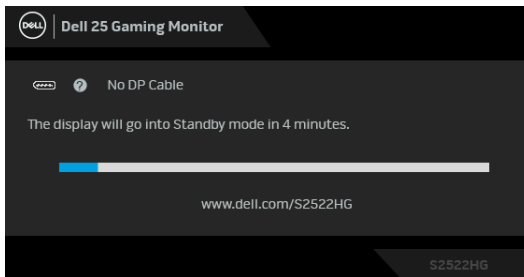 DELL
Dell 25 Gaming Monitor
? No DP Cable
The display will go into Standby mode in 4 minutes.
www.dell.com/S2522HG
S2522HG